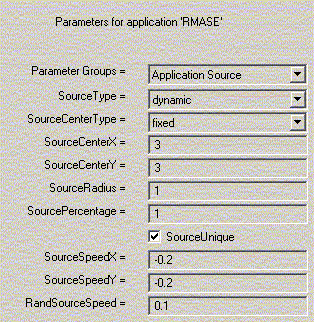 Parameters for application 'RMASE'
Parameter Groups = Application Source
SourceType = dynamic
SourceCenterType = fixed
SourceCenterX = 3
SourceCenterY = 3
SourceRadius = 1
SourcePercentage = 1
SourceUnique
SourceSpeedX = -0.2
SourceSpeedY = -0.2
RandSourceSpeed = 0.1